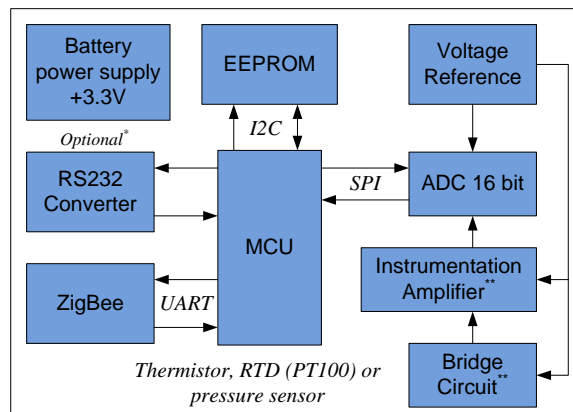 Battery
power supply
+3.3V
EEPROM
Voltage
Reference
Optional*
I2C
RS232
Converter
SPI
ADC 16 bit
MCU
Instrumentation
Amplifier**
ZigBee
UART
Thermistor, RTD (PT100) or
pressure sensor
Bridge
Circuit**